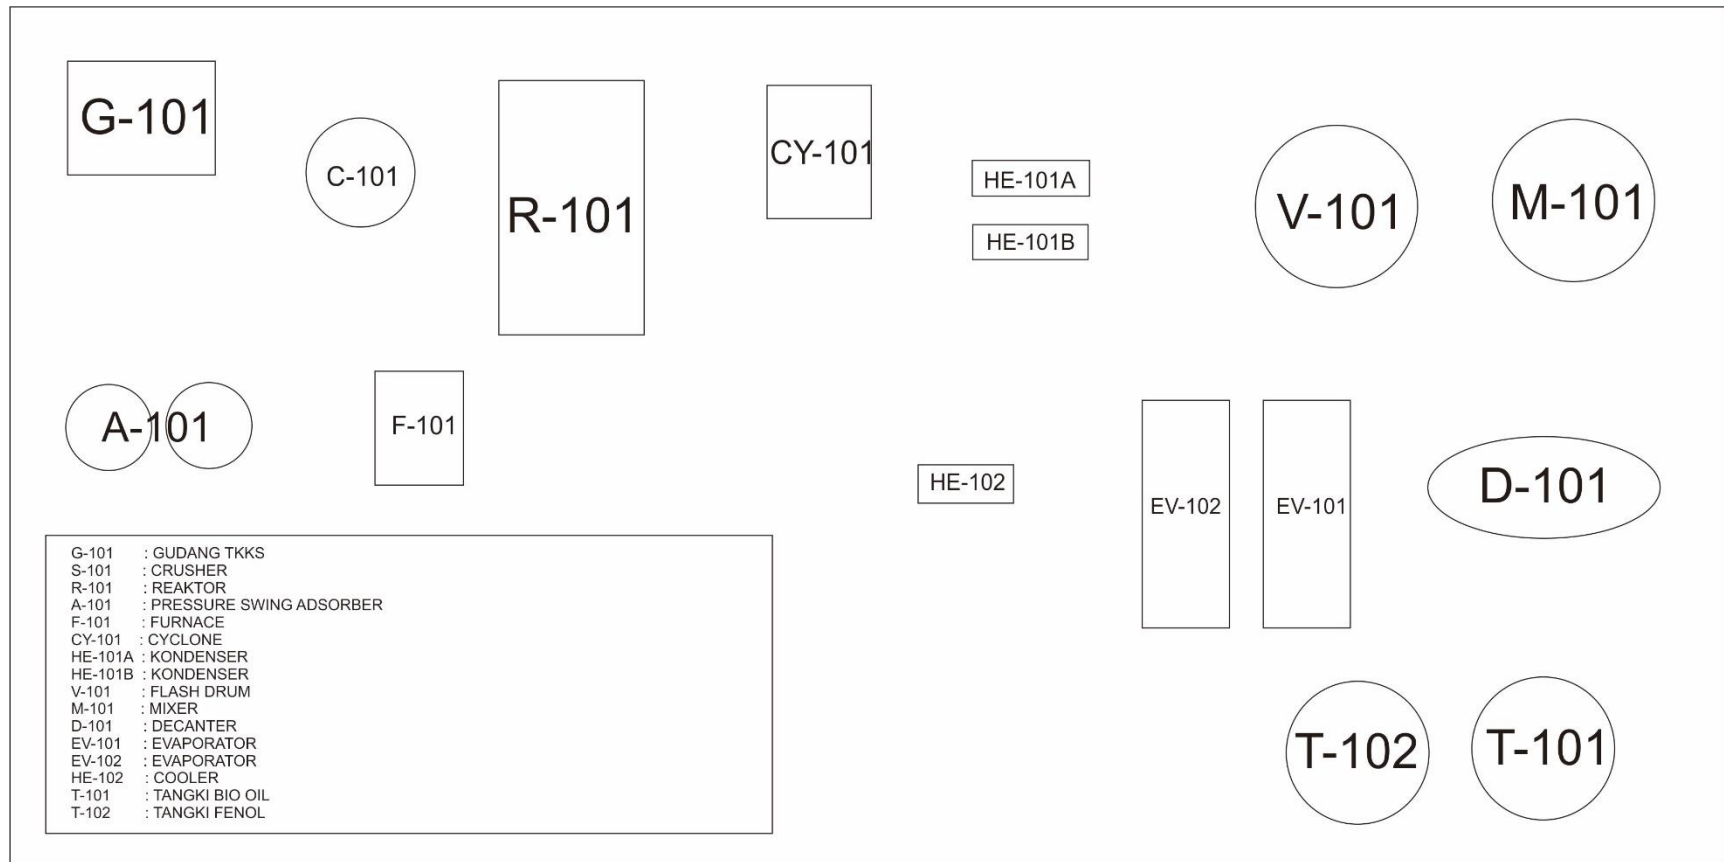 G-101
C-101
R-101
CY-101
HE-101A
HE-101B
V-101
M-101
A-101
F-101
HE-102
EV-102
EV-101
D-101
T-102
T-101
G-101 : GUDANG TKKS
S-101 : CRUSHER
R-101 : REAKTOR
A-101 : PRESSURE SWING ADSORBER
F-101 : FURNACE
CY-101 : CYCLONE
HE-101A : KONDENSER
HE-101B : KONDENSER
V-101 : FLASH DRUM
M-101 : MIXER
D-101 : DECANTER
EV-101 : EVAPORATOR
EV-102 : EVAPORATOR
HE-102 : COOLER
T-101 : TANGKI BIO OIL
T-102 : TANGKI FENOL